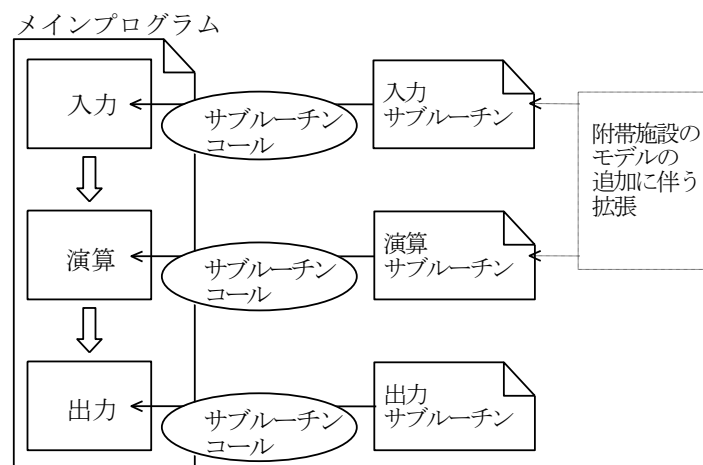 メインプログラム
入力
サブルーチン
コール
入力
サブルーチン
附帯施設の
モデルの
追加に伴う
拡張
演算
サブルーチン
コール
演算
サブルーチン
出力
サブルーチン
コール
出力
サブルーチン